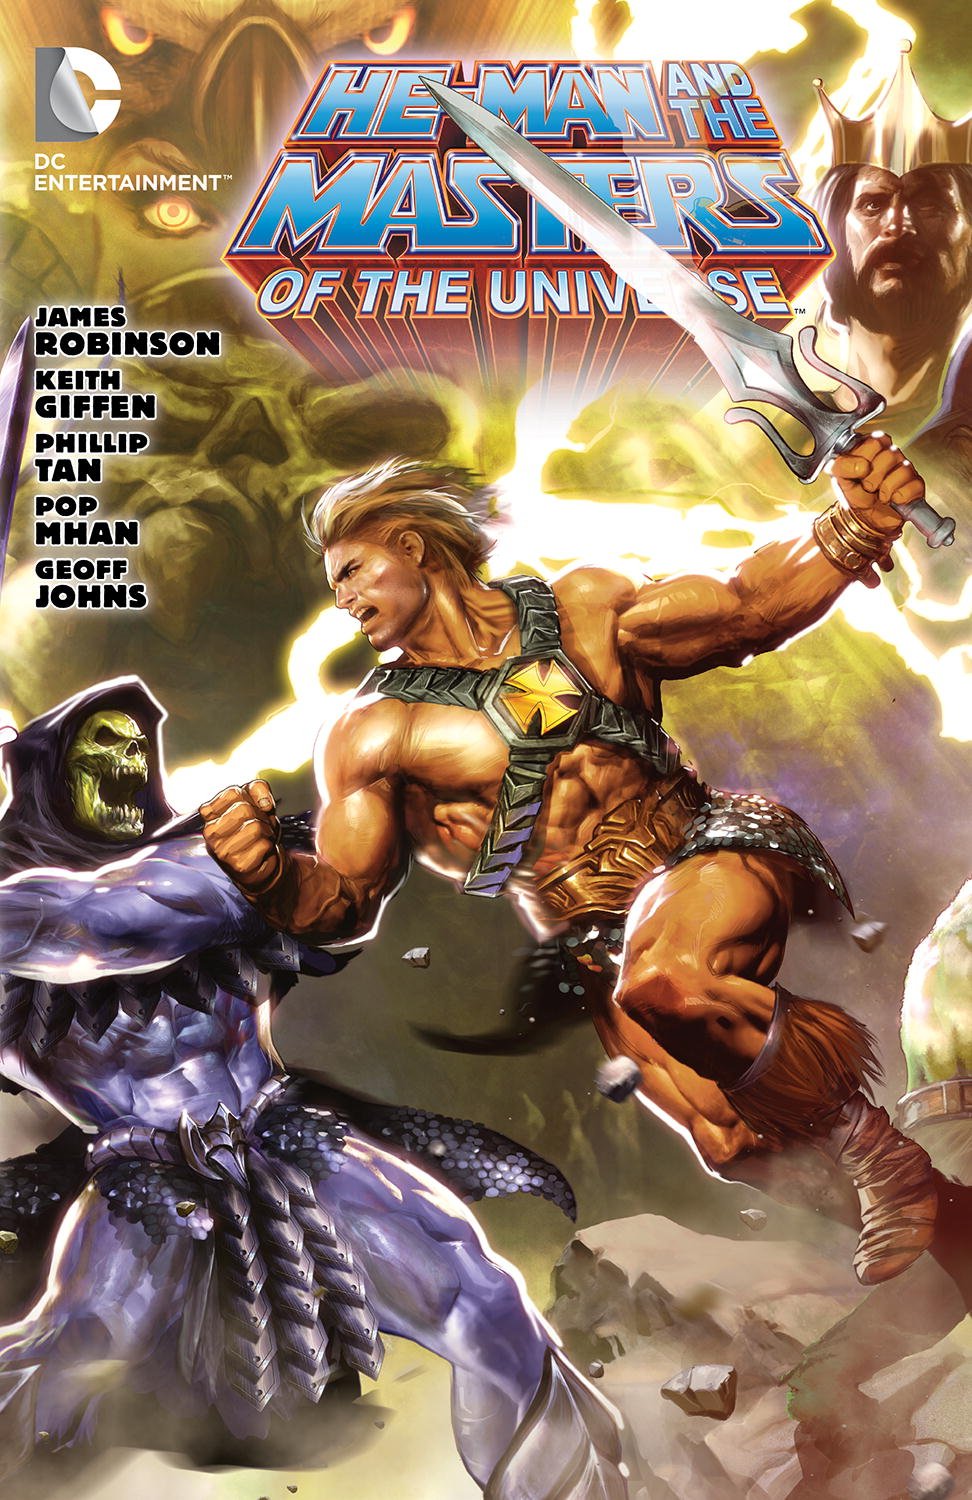 DC
ENTERTAINMENT™
HE-MAN AND
THE
MASTERS
OF THE UNIVERSE™
JAMES
ROBINSON
KEITH
GIFFEN
PHILLIP
TAN
POP
MHAN
GEOFF
JOHNS